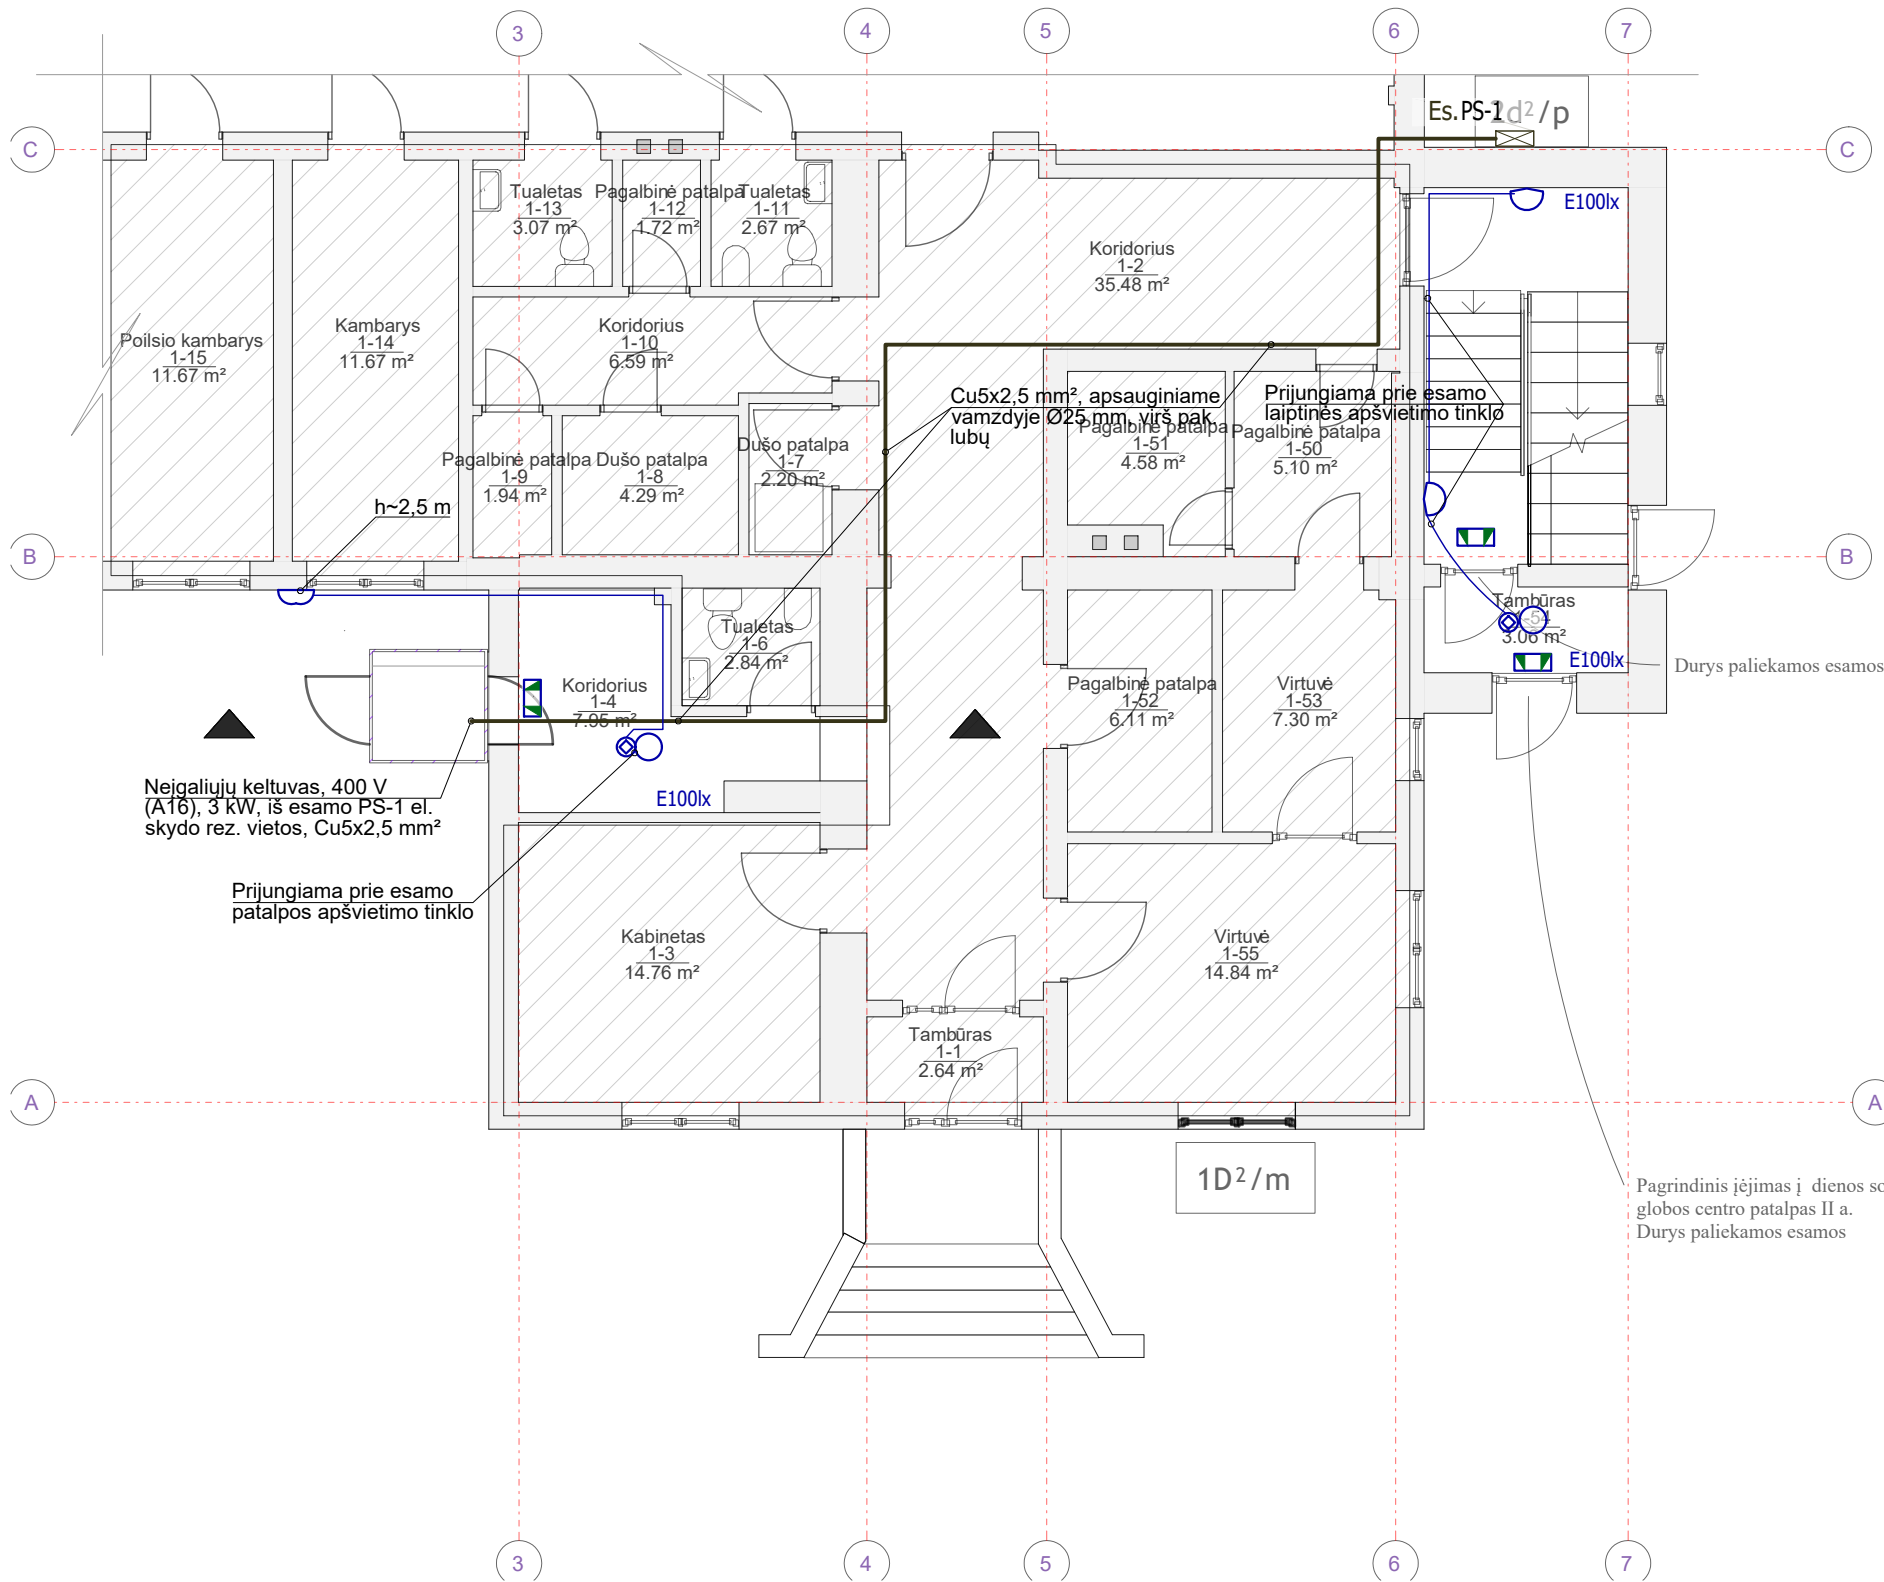 3
4
5
6
7
Es.PS-1
2d²/p
C
C
E100lx
Tualetas
1-13
3.07 m²
Pagalbinė patalpa
1-12
1.72 m²
Tualetas
1-11
2.67 m²
Koridorius
1-2
35.48 m²
Poilsio kambarys
1-15
11.67 m²
Kambarys
1-14
11.67 m²
Koridorius
1-10
6.59 m²
Cu5x2,5 mm², apsauginiame
vamzdyje Ø25 mm, virš pak.
lubų
Prijungiama prie esamo
laiptinės apšvietimo tinklo
Pagalbinė patalpa
1-51
4.58 m²
Pagalbinė patalpa
1-50
5.10 m²
Pagalbinė patalpa
1-9
1.94 m²
Dušo patalpa
1-8
4.29 m²
Dušo patalpa
1-7
2.20 m²
h~2,5 m
B
B
Tambūras
1-54
3.06 m²
E100lx
Durys paliekamos esamos
Tualetas
1-6
2.84 m²
Koridorius
1-4
7.95 m²
Pagalbinė patalpa
1-52
6.11 m²
Virtuvė
1-53
7.30 m²
Neįgaliųjų keltuvas, 400 V
(A16), 3 kW, iš esamo PS-1 el.
skydo rez. vietos, Cu5x2,5 mm²
E100lx
Prijungiama prie esamo
patalpos apšvietimo tinklo
Kabinetas
1-3
14.76 m²
Virtuvė
1-55
14.84 m²
Tambūras
1-1
2.64 m²
A
A
1D²/m
Pagrindinis įėjimas į dienos so
globos centro patalpas II a.
Durys paliekamos esamos
3
4
5
6
7